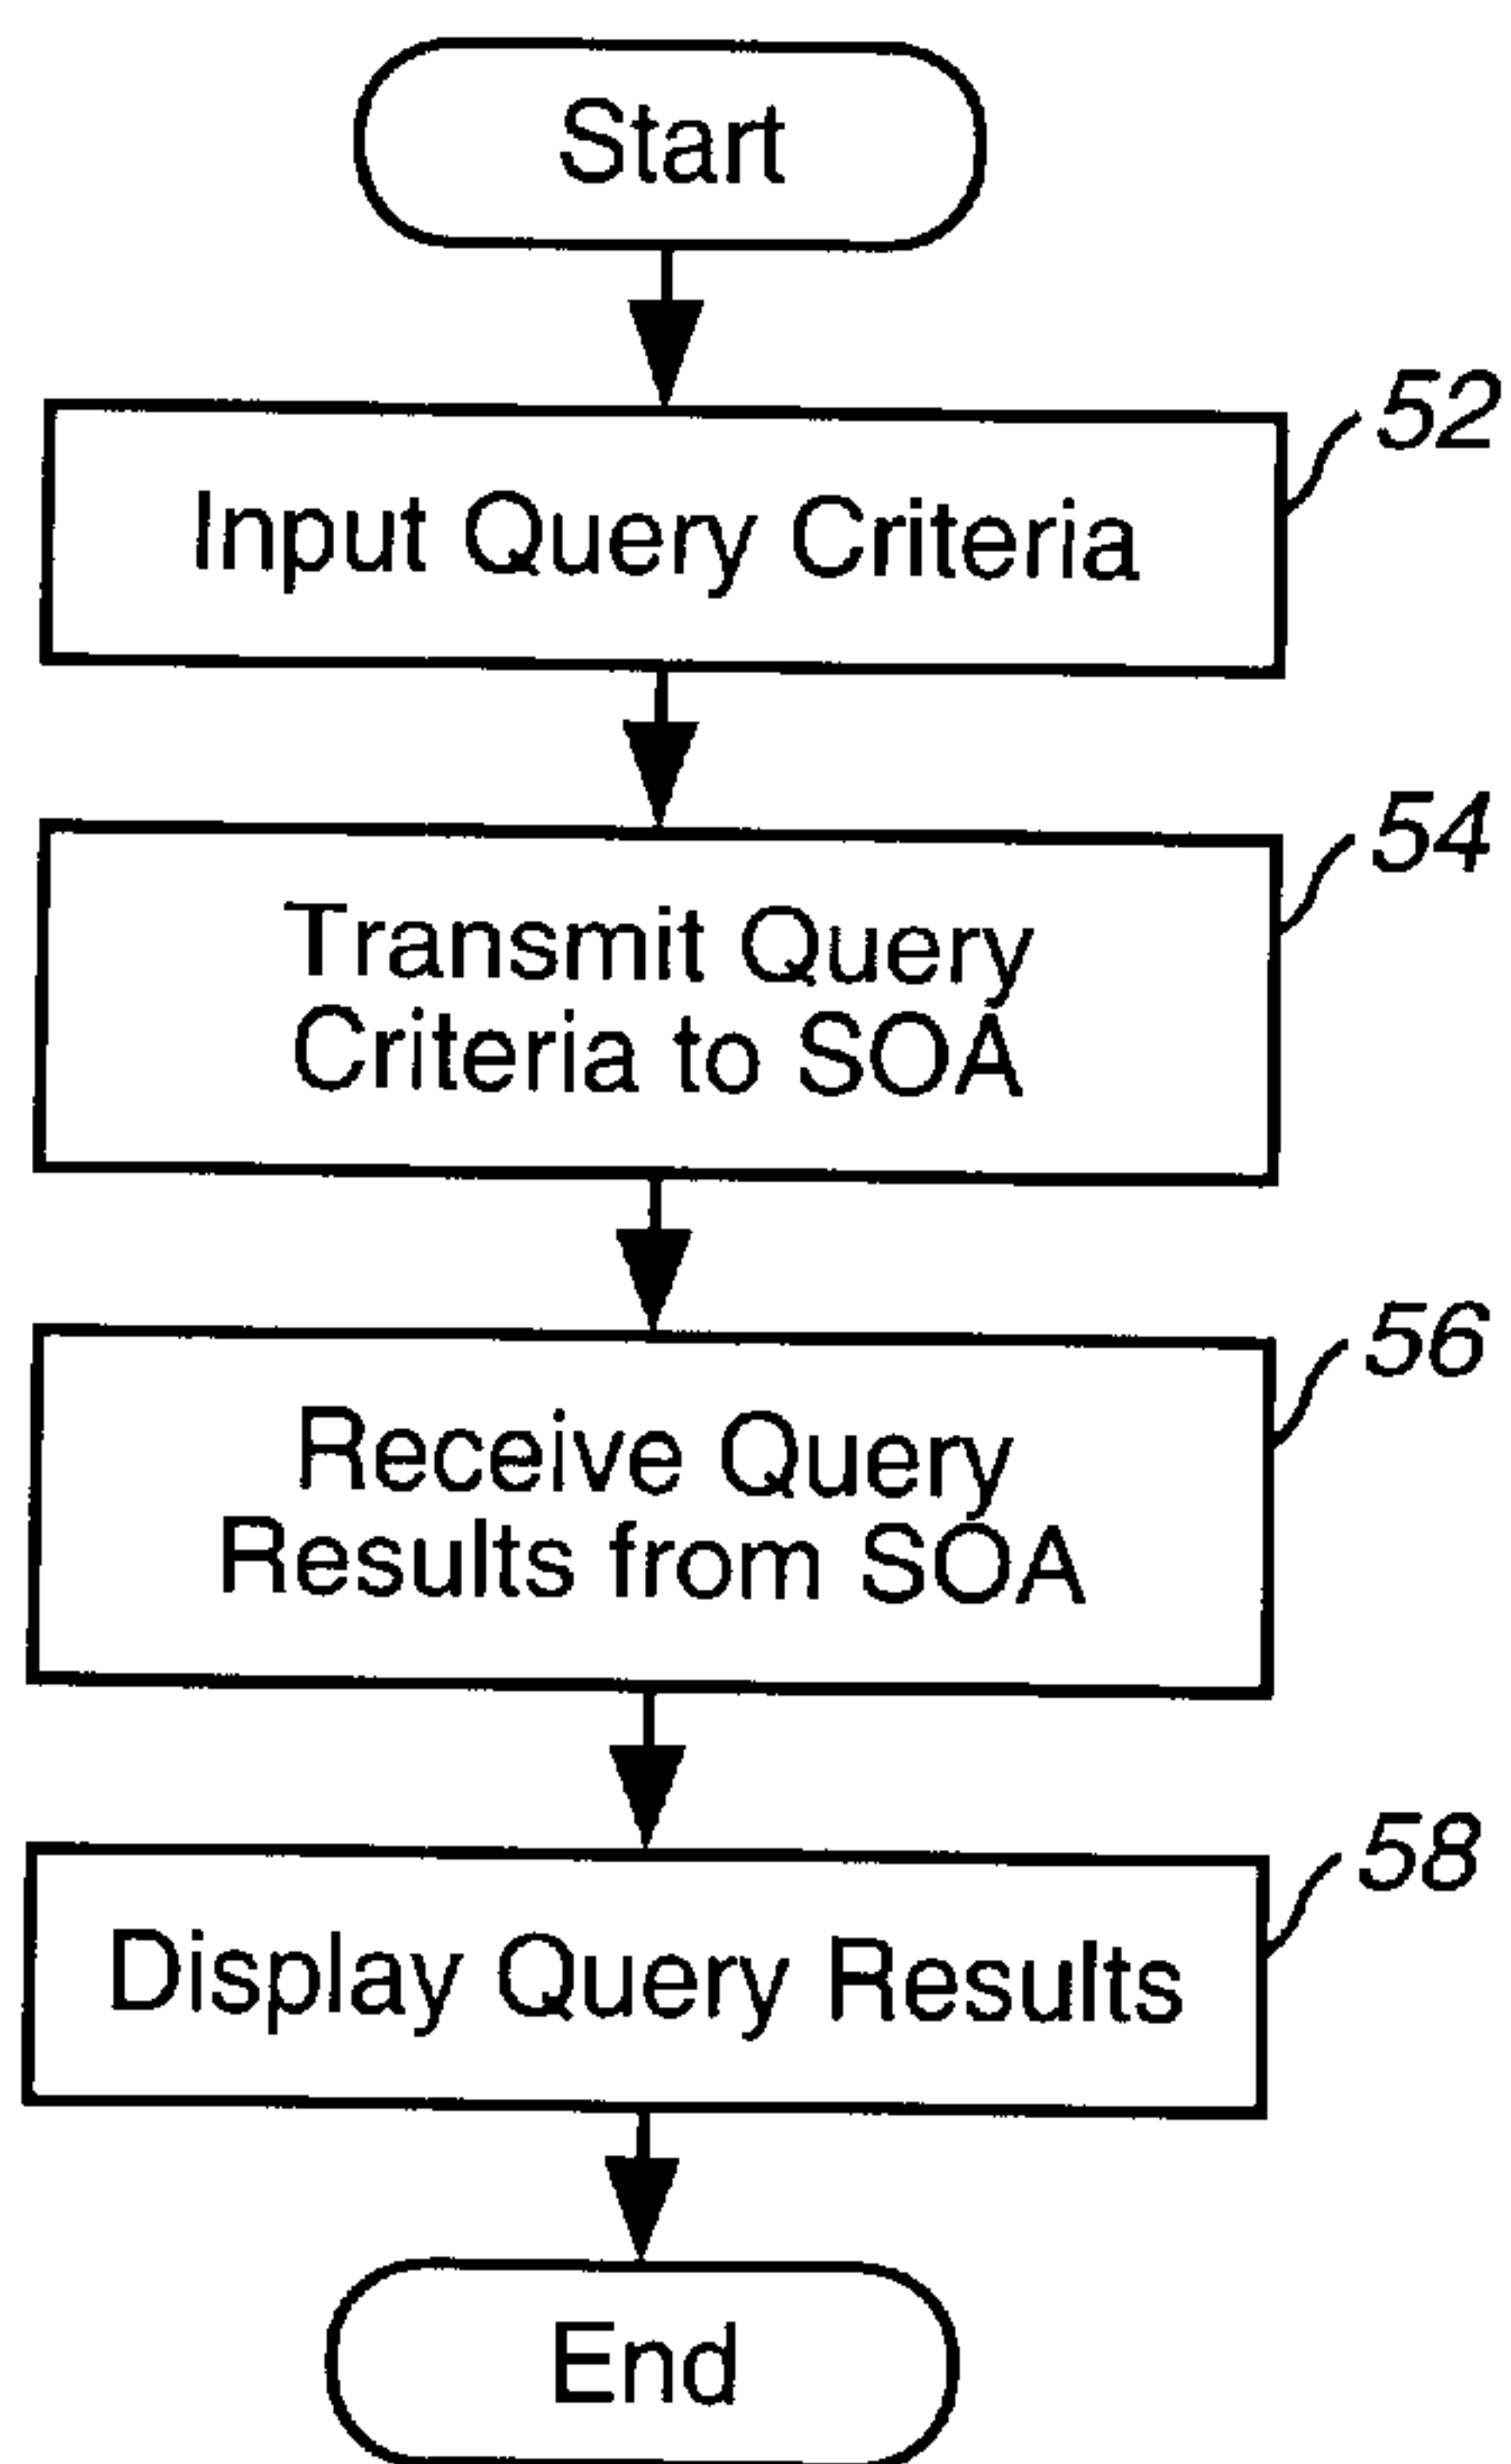 Start
52
Input Query Criteria
54
Transmit Query
Criteria to SOA
56
Receive Query
Results from SOA
58
Display Query Results
End